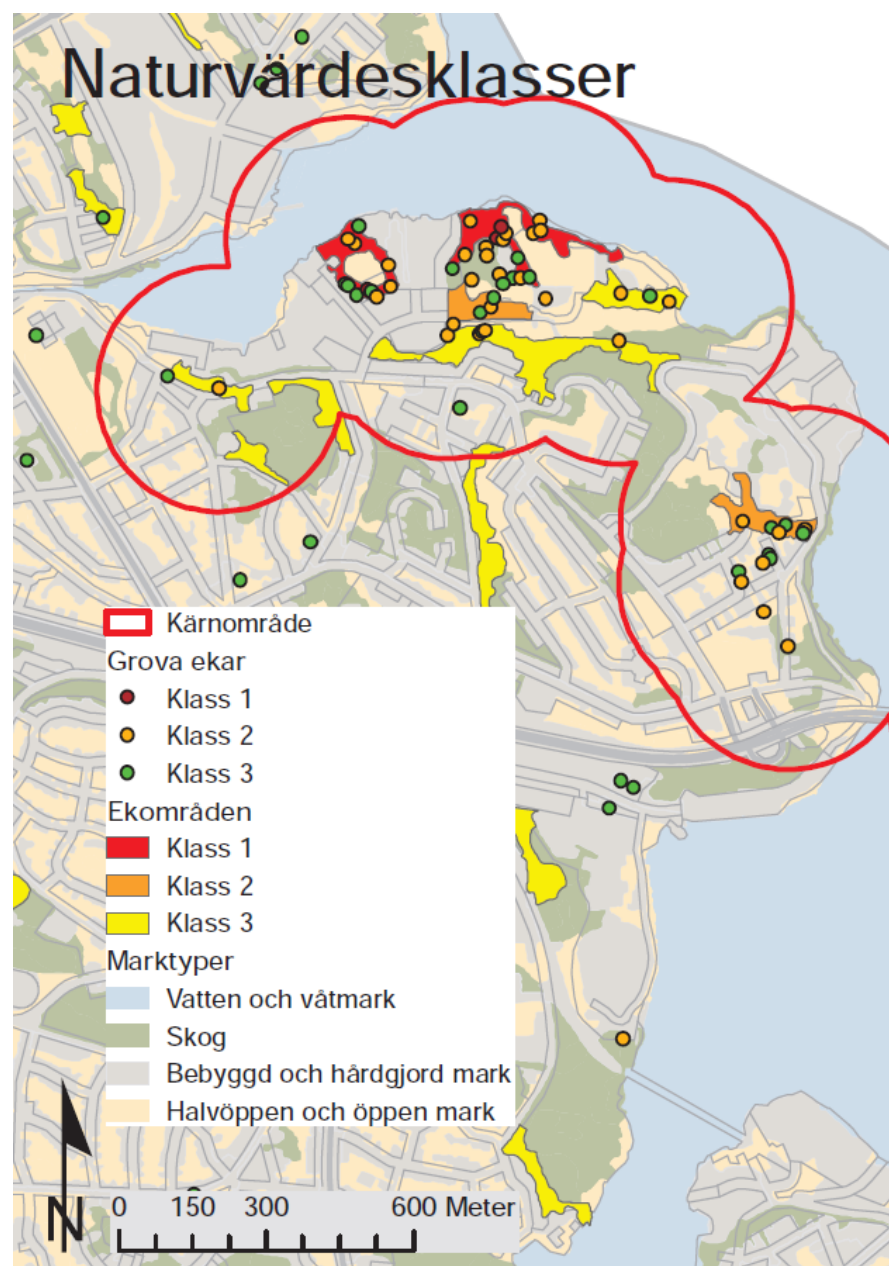 Naturvärdesklasser
Kärnområde
Grova ekar
Klass 1
Klass 2
Klass 3
Ekområden
Klass 1
Klass 2
Klass 3
Marktyper
Vatten och våtmark
Skog
Bebyggd och hårdgjord mark
Halvöppen och öppen mark
N
0 150 300 600 Meter